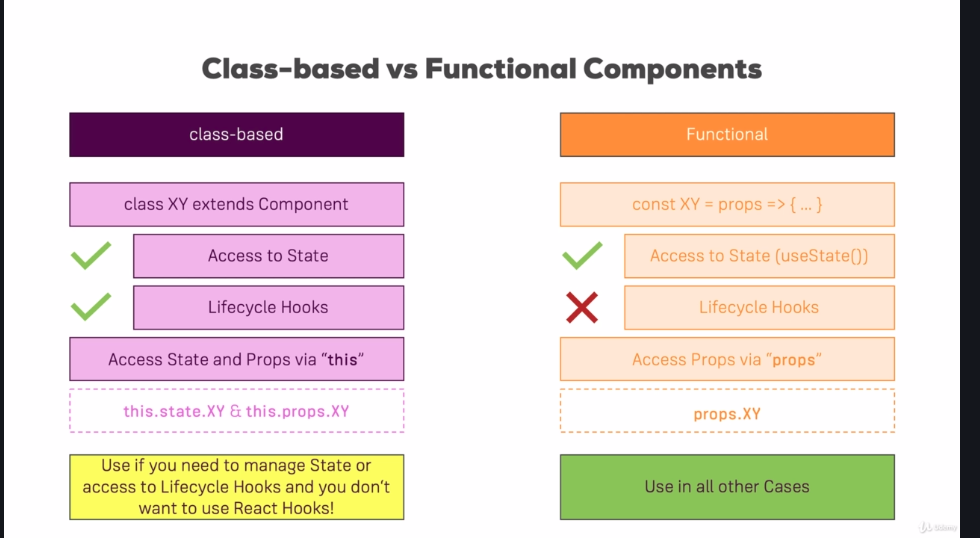 Class-based vs Functional Components
class-based
Functional
class XY extends Component
const XY = props => { ... }
Access to State
Access to State (useState())
Lifecycle Hooks
Lifecycle Hooks
Access State and Props via “this”
Access Props via “props”
this.state.XY & this.props.XY
props.XY
Use if you need to manage State or
access to Lifecycle Hooks and you don’t
want to use React Hooks!
Use in all other Cases
Udemy